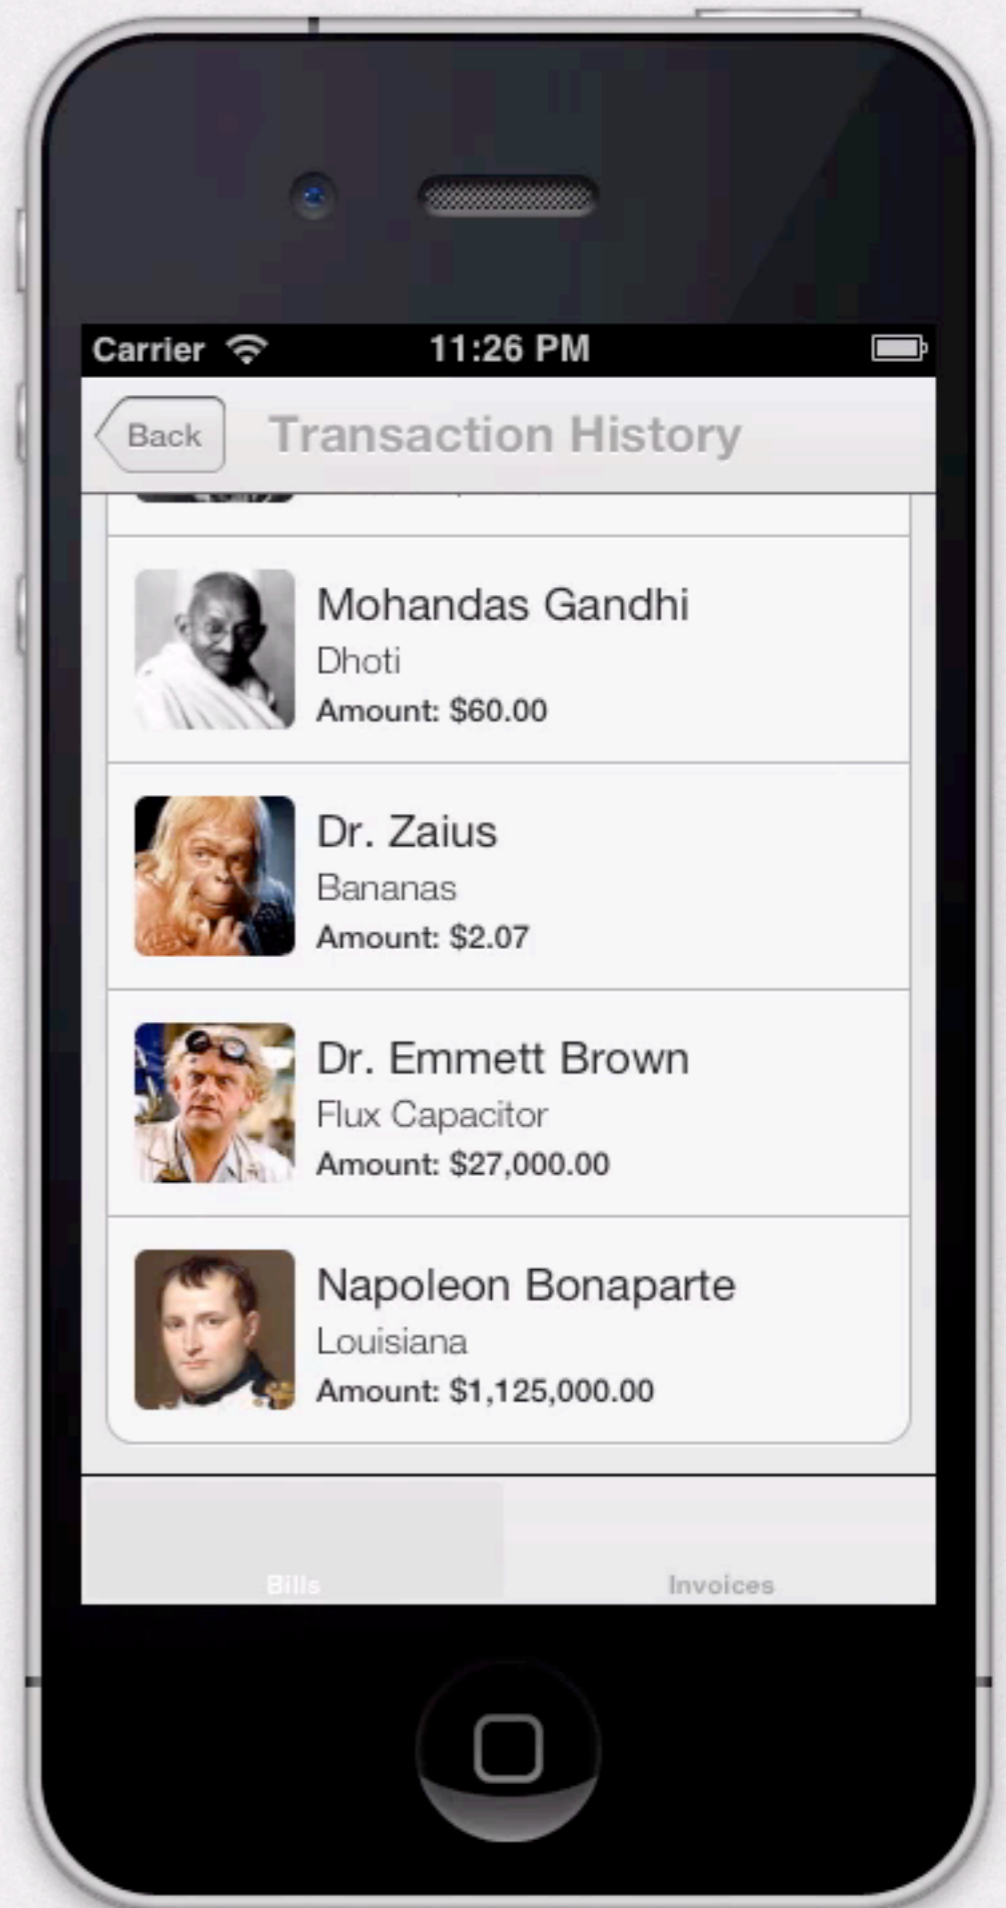 Carrier 11:26 PM
Back Transaction History
Mohandas Gandhi
Dhoti
Amount: $60.00
Dr. Zaius
Bananas
Amount: $2.07
Dr. Emmett Brown
Flux Capacitor
Amount: $27,000.00
Napoleon Bonaparte
Louisiana
Amount: $1,125,000.00
Bills Invoices